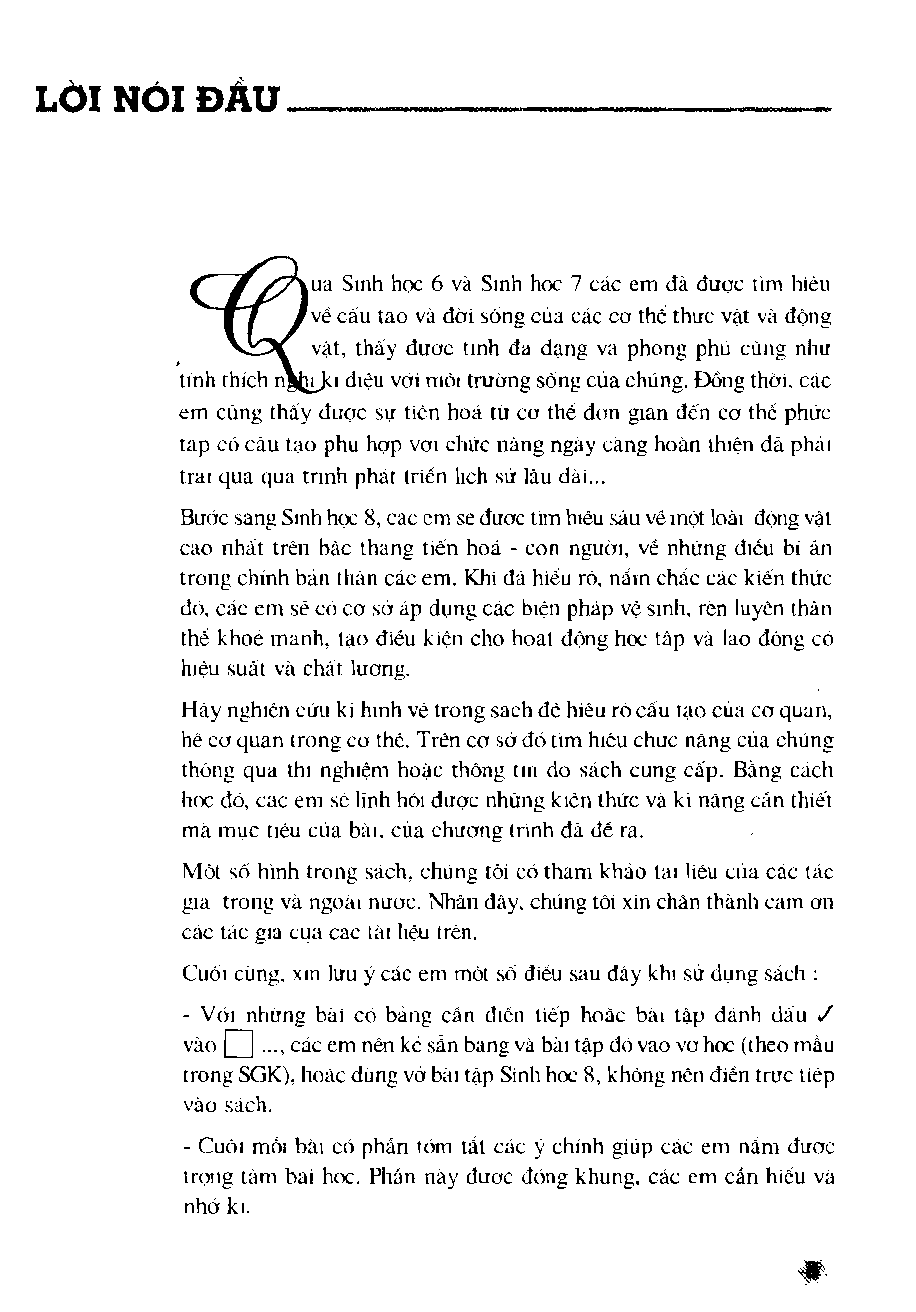 LỜI NÓI ĐẦU
Qua Sinh học 6 và Sinh học 7 các em đã được tìm hiểu
về cấu tạo và đời sống của các cơ thể thực vật và động
vật, thấy được tính đa dạng và phong phú cũng như
tính thích nghi kì diệu với môi trường sống của chúng. Đồng thời, các
em cũng thấy được sự tiến hoá từ cơ thể đơn giản đến cơ thể phức
tạp có cấu tạo phù hợp với chức năng ngày càng hoàn thiện đã phải
trải qua quá trình phát triển lịch sử lâu dài...
Bước sang Sinh học 8, các em sẽ được tìm hiểu sâu về một loài động vật
cao nhất trên bậc thang tiến hoá - con người, về những điều bí ẩn
trong chính bản thân các em. Khi đã hiểu rõ, nắm chắc các kiến thức
đó, các em sẽ có cơ sở áp dụng các biện pháp vệ sinh, rèn luyện thân
thể khoẻ mạnh, tạo điều kiện cho hoạt động học tập và lao động có
hiệu suất và chất lượng.
Hãy nghiên cứu kĩ hình vẽ trong sách để hiểu rõ cấu tạo của cơ quan,
hệ cơ quan trong cơ thể. Trên cơ sở đó tìm hiểu chức năng của chúng
thông qua thí nghiệm hoặc thông tin do sách cung cấp. Bằng cách
học đó, các em sẽ lĩnh hội được những kiến thức và kĩ năng cần thiết
mà mục tiêu của bài, của chương trình đã đề ra.
Một số hình trong sách, chúng tôi có tham khảo tài liệu của các tác
giả trong và ngoài nước. Nhân đây, chúng tôi xin chân thành cảm ơn
các tác giả của các tài liệu trên.
Cuối cùng, xin lưu ý các em một số điều sau đây khi sử dụng sách :
- Với những bài có bảng cần điền tiếp hoặc bài tập đánh dấu ✓
vào □ ..., các em nên kẻ sẵn bảng và bài tập đó vào vở học (theo mẫu
trong SGK), hoặc dùng vở bài tập Sinh học 8, không nên điền trực tiếp
vào sách.
- Cuối mỗi bài có phần tóm tắt các ý chính giúp các em nắm được
trọng tâm bài học. Phần này được đóng khung, các em cần hiểu và
nhớ kĩ.